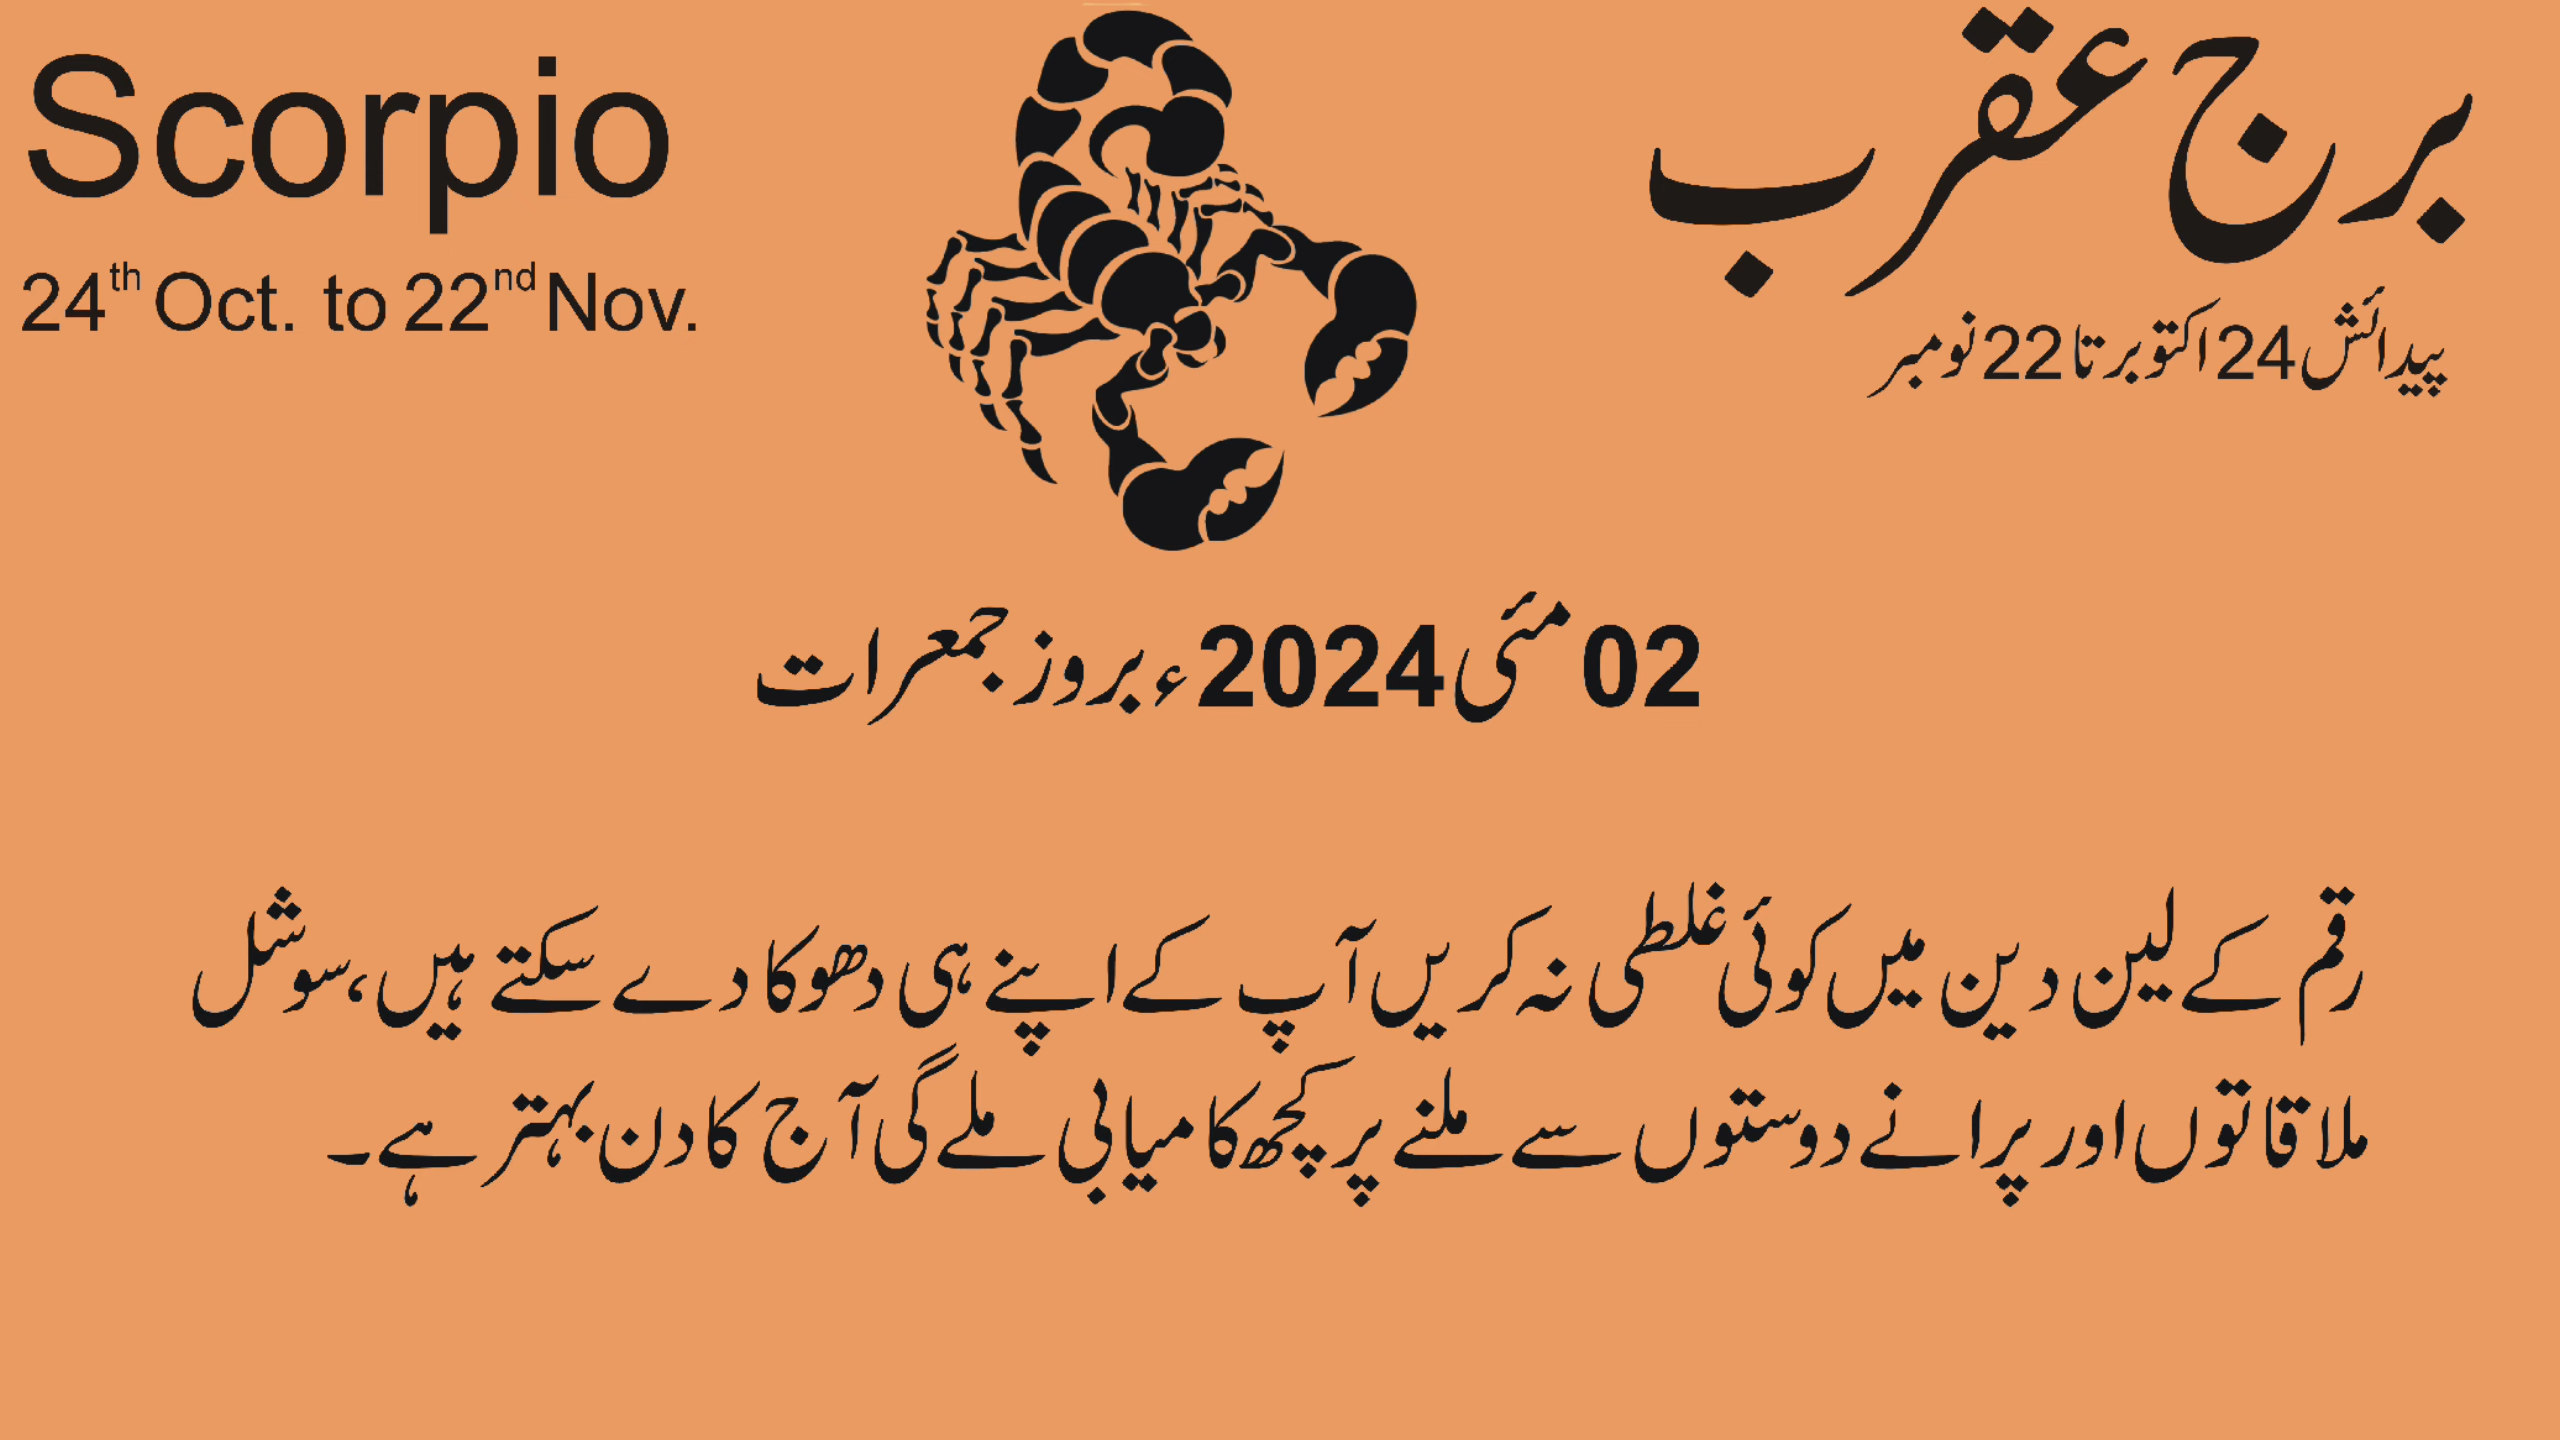 Scorpio
24th Oct. to 22nd Nov.
برج عقرب
پیدائش 24 اکتوبر تا 22 نومبر
02 مئی 2024ء بروز جمعرات
رقم کے لین دین میں کوئی غلطی نہ کریں آپ کے اپنے ہی دھوکا دے سکتے ہیں، سوشل
ملاقاتوں اور پرانے دوستوں سے ملنے پر کچھ کامیابی ملے گی آج کا دن بہتر ہے۔